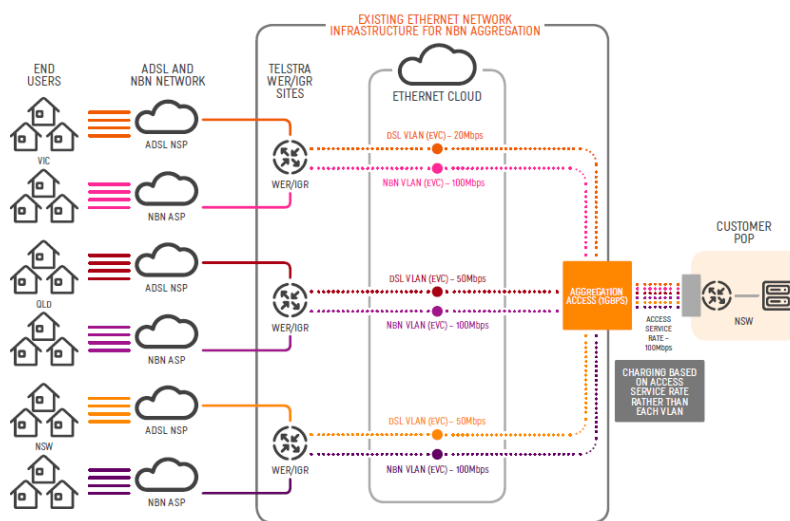 EXISTING ETHERNET NETWORK
INFRASTRUCTURE FOR NBN AGGREGATION
END
USERS
ADSL AND
NBN NETWORK
TELSTRA
WER/IGR
SITES
ETHERNET CLOUD
ADSL NSP
VIC
WER/IGR
NBN ASP
DSL VLAN (EVC) – 20Mbps
NBN VLAN (EVC) – 100Mbps
CUSTOMER
POP
ADSL NSP
QLD
WER/IGR
NBN ASP
DSL VLAN (EVC) – 50Mbps
NBN VLAN (EVC) – 100Mbps
AGGREGATION
ACCESS (1GBPS)
ACCESS
SERVICE
RATE –
100Mbps
NSW
CHARGING BASED
ON ACCESS
SERVICE RATE
RATHER THAN
EACH VLAN
ADSL NSP
NSW
WER/IGR
NBN ASP
DSL VLAN (EVC) – 50Mbps
NBN VLAN (EVC) – 100Mbps